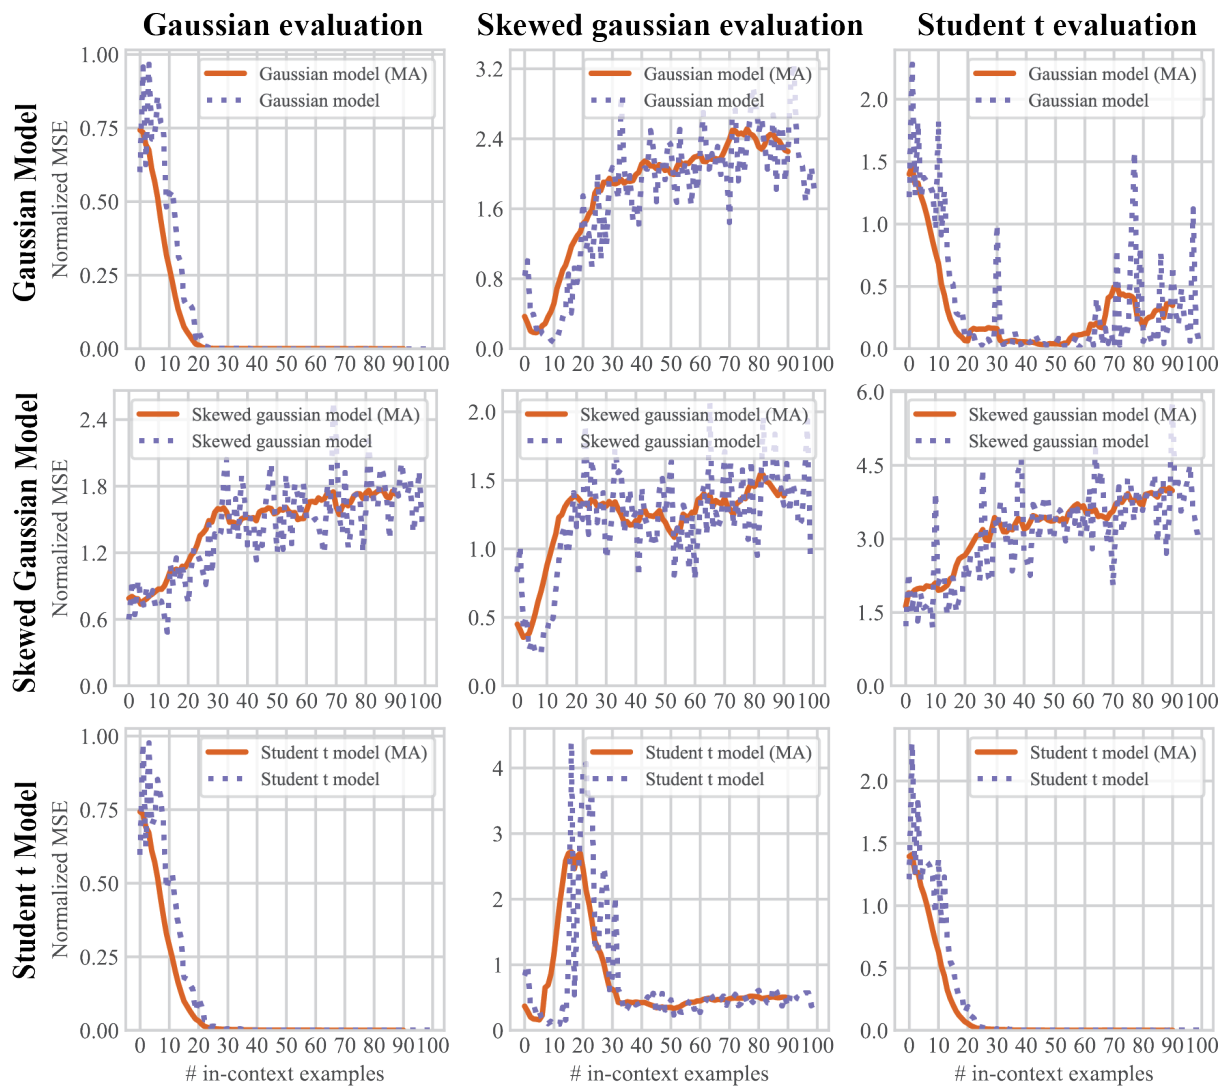 Gaussian evaluation Skewed gaussian evaluation Student t evaluation
Gaussian Model
Normalized MSE
1.00
0.75
0.50
0.25
0.00
Gaussian model (MA)
Gaussian model
0 10 20 30 40 50 60 70 80 90 100
3.2
2.4
1.6
0.8
0.0
Gaussian model (MA)
Gaussian model
0 10 20 30 40 50 60 70 80 90 100
2.0
1.5
1.0
0.5
0.0
Gaussian model (MA)
Gaussian model
0 10 20 30 40 50 60 70 80 90 100
Skewed Gaussian Model
Normalized MSE
2.4
1.8
1.2
0.6
0.0
Skewed gaussian model (MA)
Skewed gaussian model
0 10 20 30 40 50 60 70 80 90 100
2.0
1.5
1.0
0.5
0.0
Skewed gaussian model (MA)
Skewed gaussian model
0 10 20 30 40 50 60 70 80 90 100
6.0
4.5
3.0
1.5
0.0
Skewed gaussian model (MA)
Skewed gaussian model
0 10 20 30 40 50 60 70 80 90 100
Student t Model
Normalized MSE
1.00
0.75
0.50
0.25
0.00
Student t model (MA)
Student t model
0 10 20 30 40 50 60 70 80 90 100
# in-context examples
4
3
2
1
0
Student t model (MA)
Student t model
0 10 20 30 40 50 60 70 80 90 100
# in-context examples
2.0
1.5
1.0
0.5
0.0
Student t model (MA)
Student t model
0 10 20 30 40 50 60 70 80 90 100
# in-context examples